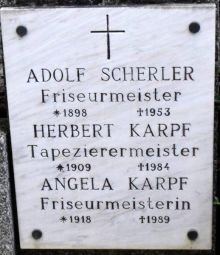 ADOLF SCHERLER
Friseurmeister
*1898 †1953
HERBERT KARPF
Tapezierermeister
*1909 †1984
ANGELA KARPF
Friseurmeisterin
*1918 †1989